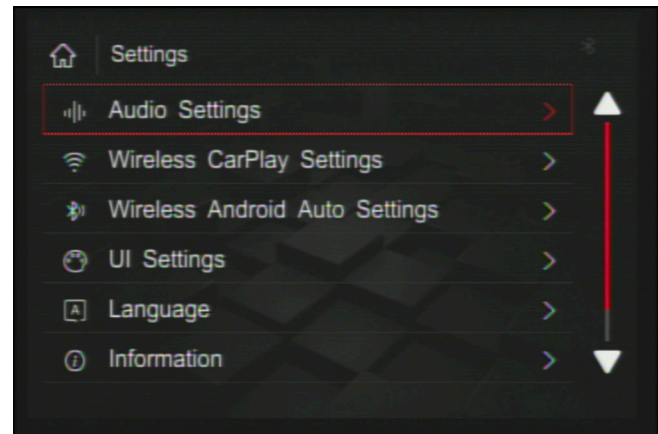 Settings
Audio Settings
Wireless CarPlay Settings
Wireless Android Auto Settings
UI Settings
A Language
Information